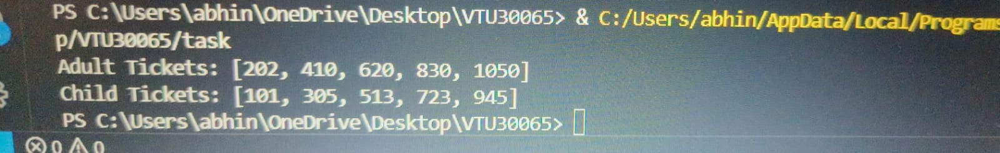 PS C:\Users\abhin\OneDrive\Desktop\VTU30065> & C:/Users/abhin/AppData/Local/Programs
p/VTU30065/task
Adult Tickets: [202, 410, 620, 830, 1050]
Child Tickets: [101, 305, 513, 723, 945]
PS C:\Users\abhin\OneDrive\Desktop\VTU30065>
0 0